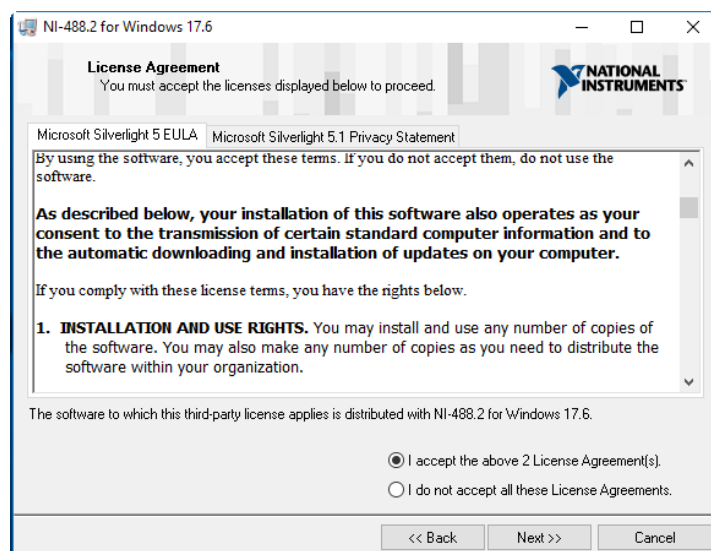 NI-488.2 for Windows 17.6
License Agreement
You must accept the licenses displayed below to proceed.
NATIONAL
INSTRUMENTS
Microsoft Silverlight 5 EULA
Microsoft Silverlight 5.1 Privacy Statement
By using the software, you accept these terms. If you do not accept them, do not use the
software.
As described below, your installation of this software also operates as your
consent to the transmission of certain standard computer information and to
the automatic downloading and installation of updates on your computer.
If you comply with these license terms, you have the rights below.
1. INSTALLATION AND USE RIGHTS. You may install and use any number of copies of
the software. You may also make any number of copies as you need to distribute the
software within your organization.
The software to which this third-party license applies is distributed with NI-488.2 for Windows 17.6.
I accept the above 2 License Agreement(s).
I do not accept all these License Agreements.
<< Back
Next >>
Cancel